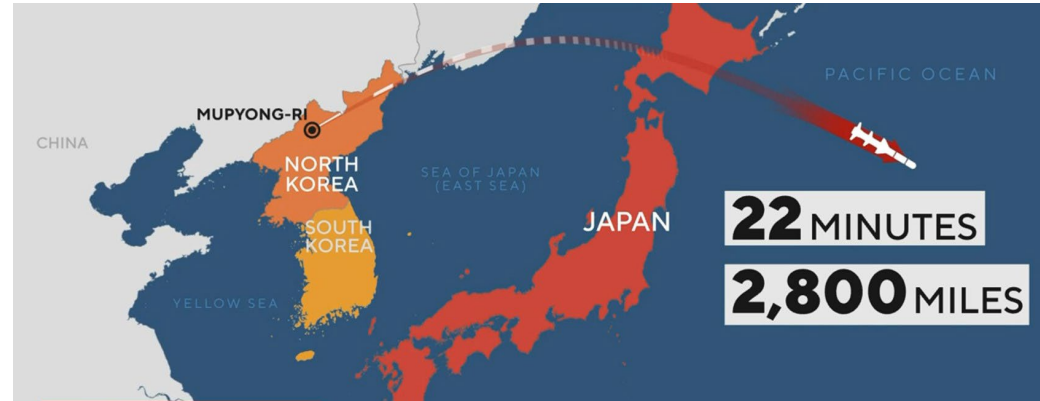 PACIFIC OCEAN
MUPYONG-RI
CHINA
NORTH
KOREA
SEA OF JAPAN
(EAST SEA)
JAPAN
SOUTH
KOREA
YELLOW SEA
22 MINUTES
2,800 MILES